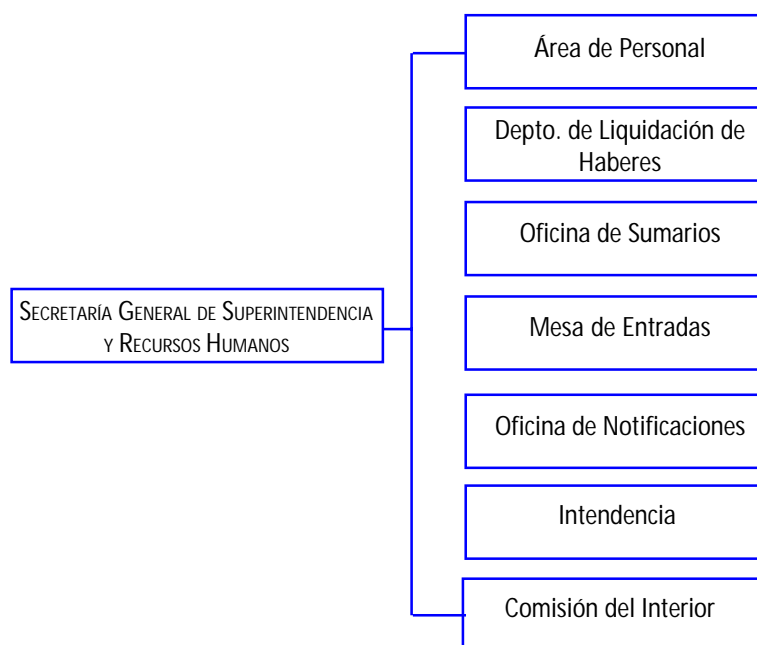 Área de Personal
Depto. de Liquidación de
Haberes
Oficina de Sumarios
SECRETARÍA GENERAL DE SUPERINTENDENCIA
Y RECURSOS HUMANOS
Mesa de Entradas
Oficina de Notificaciones
Intendencia
Comisión del Interior